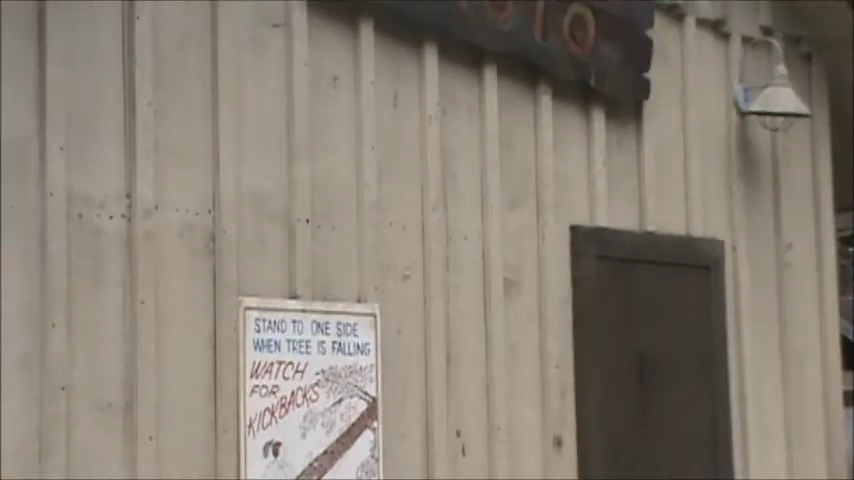 STAND TO ONE SIDE
WHEN TREE IS FALLING
WATCH
FOR
KICKBACKS